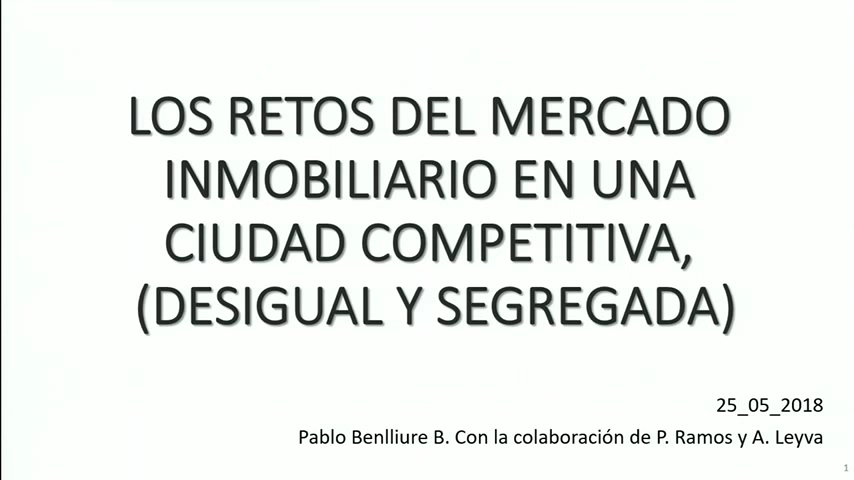 LOS RETOS DEL MERCADO
INMOBILIARIO EN UNA
CIUDAD COMPETITIVA,
(DESIGUAL Y SEGREGADA)
25_05_2018
Pablo Benlliure B. Con la colaboración de P. Ramos y A. Leyva
1